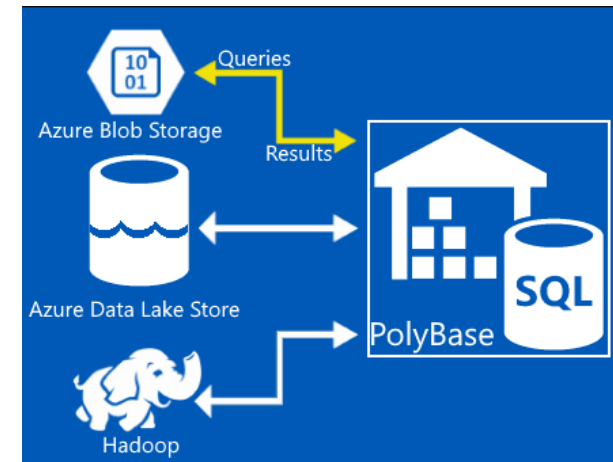 10
01
Queries
Azure Blob Storage
Results
Azure Data Lake Store
SQL
PolyBase
Hadoop